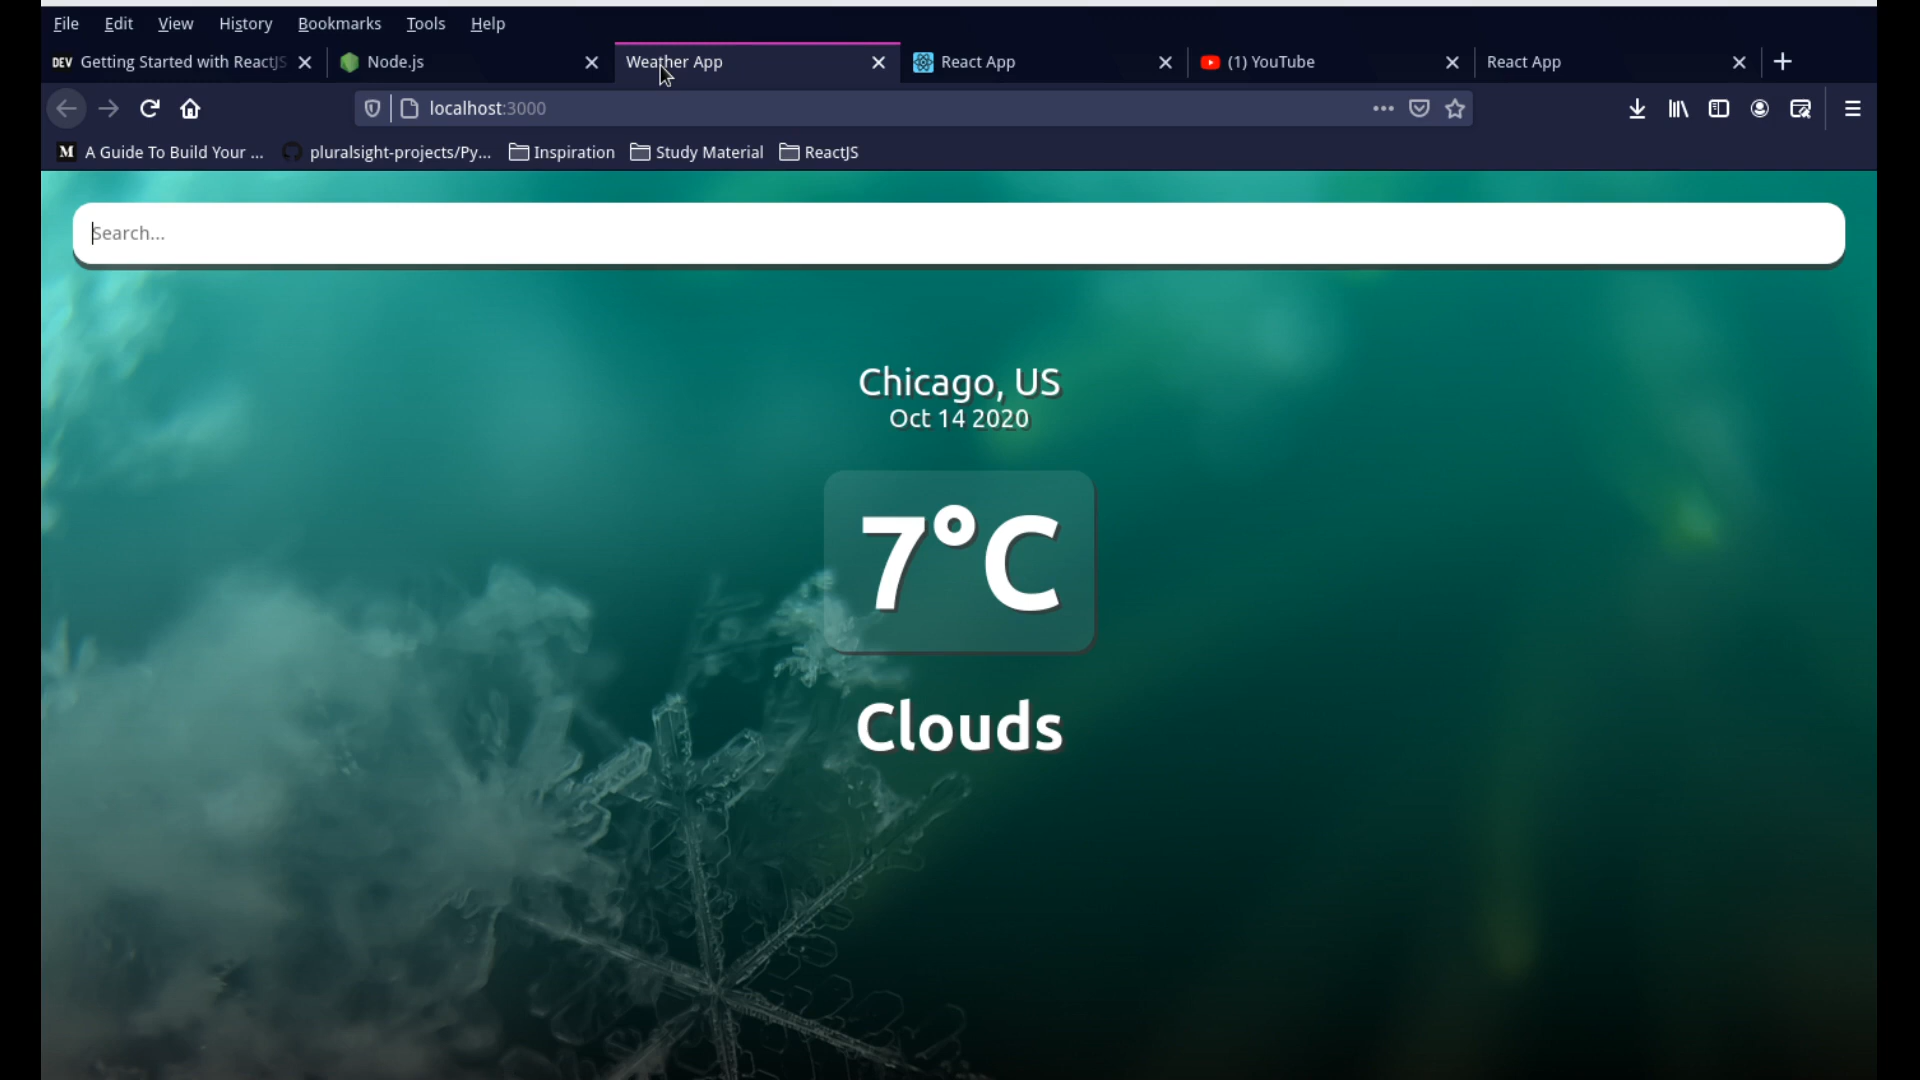 File Edit View History Bookmarks Tools Help
DEV Getting Started with ReactJS Node.js Weather App React App (1) YouTube React App
localhost:3000
M A Guide To Build Your ... pluralsight-projects/Py... Inspiration Study Material ReactJS
Search...
Chicago, US
Oct 14 2020
7°C
Clouds